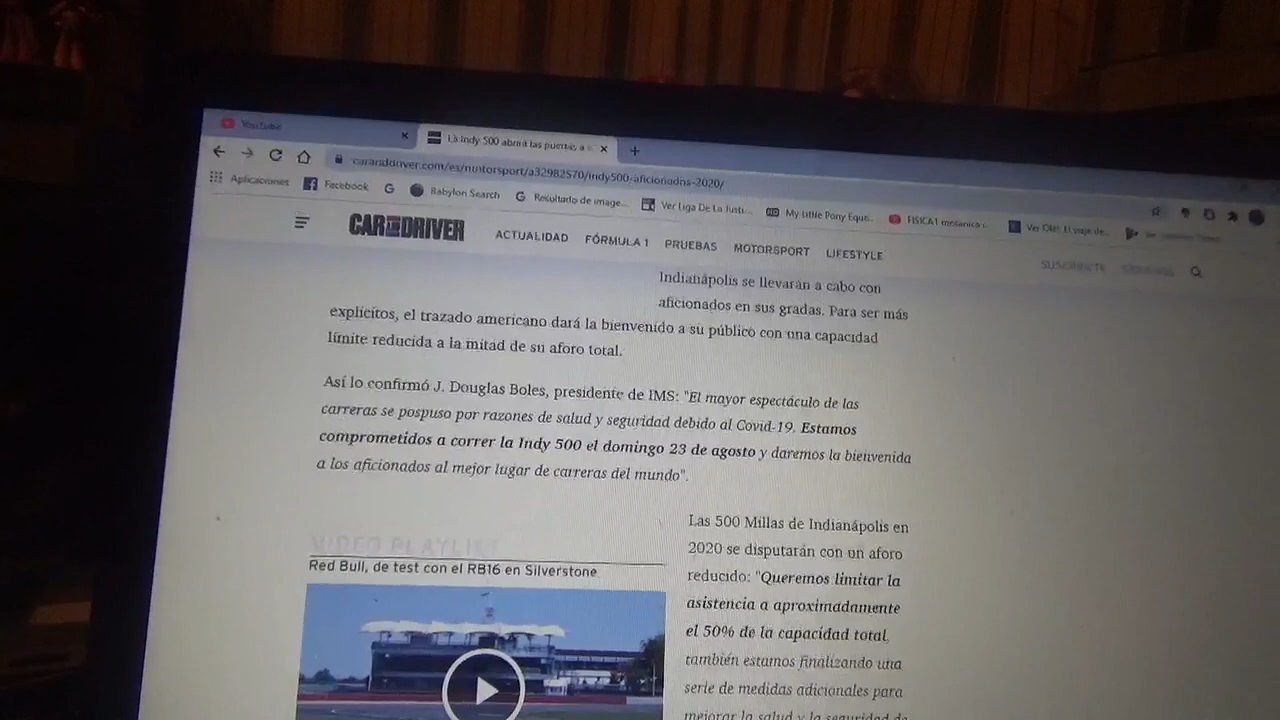 YouTube
La Indy 500 abrirá las puertas a
caranddriver.com/es/motorsport/a32982570/indy500-aficionados-2020/
Aplicaciones Facebook Babylon Search Resultado de image... Ver Liga De La Justi... My Little Pony Eque... FISICA 1 mecanica
CAR AND DRIVER ACTUALIDAD FÓRMULA 1 PRUEBAS MOTORSPORT LIFESTYLE SUSCRÍBETE
Indianápolis se llevarán a cabo con
aficionados en sus gradas. Para ser más
explícitos, el trazado americano dará la bienvenido a su público con una capacidad
límite reducida a la mitad de su aforo total.
Así lo confirmó J. Douglas Boles, presidente de IMS: "El mayor espectáculo de las
carreras se pospuso por razones de salud y seguridad debido al Covid-19. Estamos
comprometidos a correr la Indy 500 el domingo 23 de agosto y daremos la bienvenida
a los aficionados al mejor lugar de carreras del mundo".
VIDEO PLAYLIST
Red Bull, de test con el RB16 en Silverstone
Las 500 Millas de Indianápolis en
2020 se disputarán con un aforo
reducido: "Queremos limitar la
asistencia a aproximadamente
el 50% de la capacidad total,
también estamos finalizando una
serie de medidas adicionales para
mejorar la salud y la seguridad de